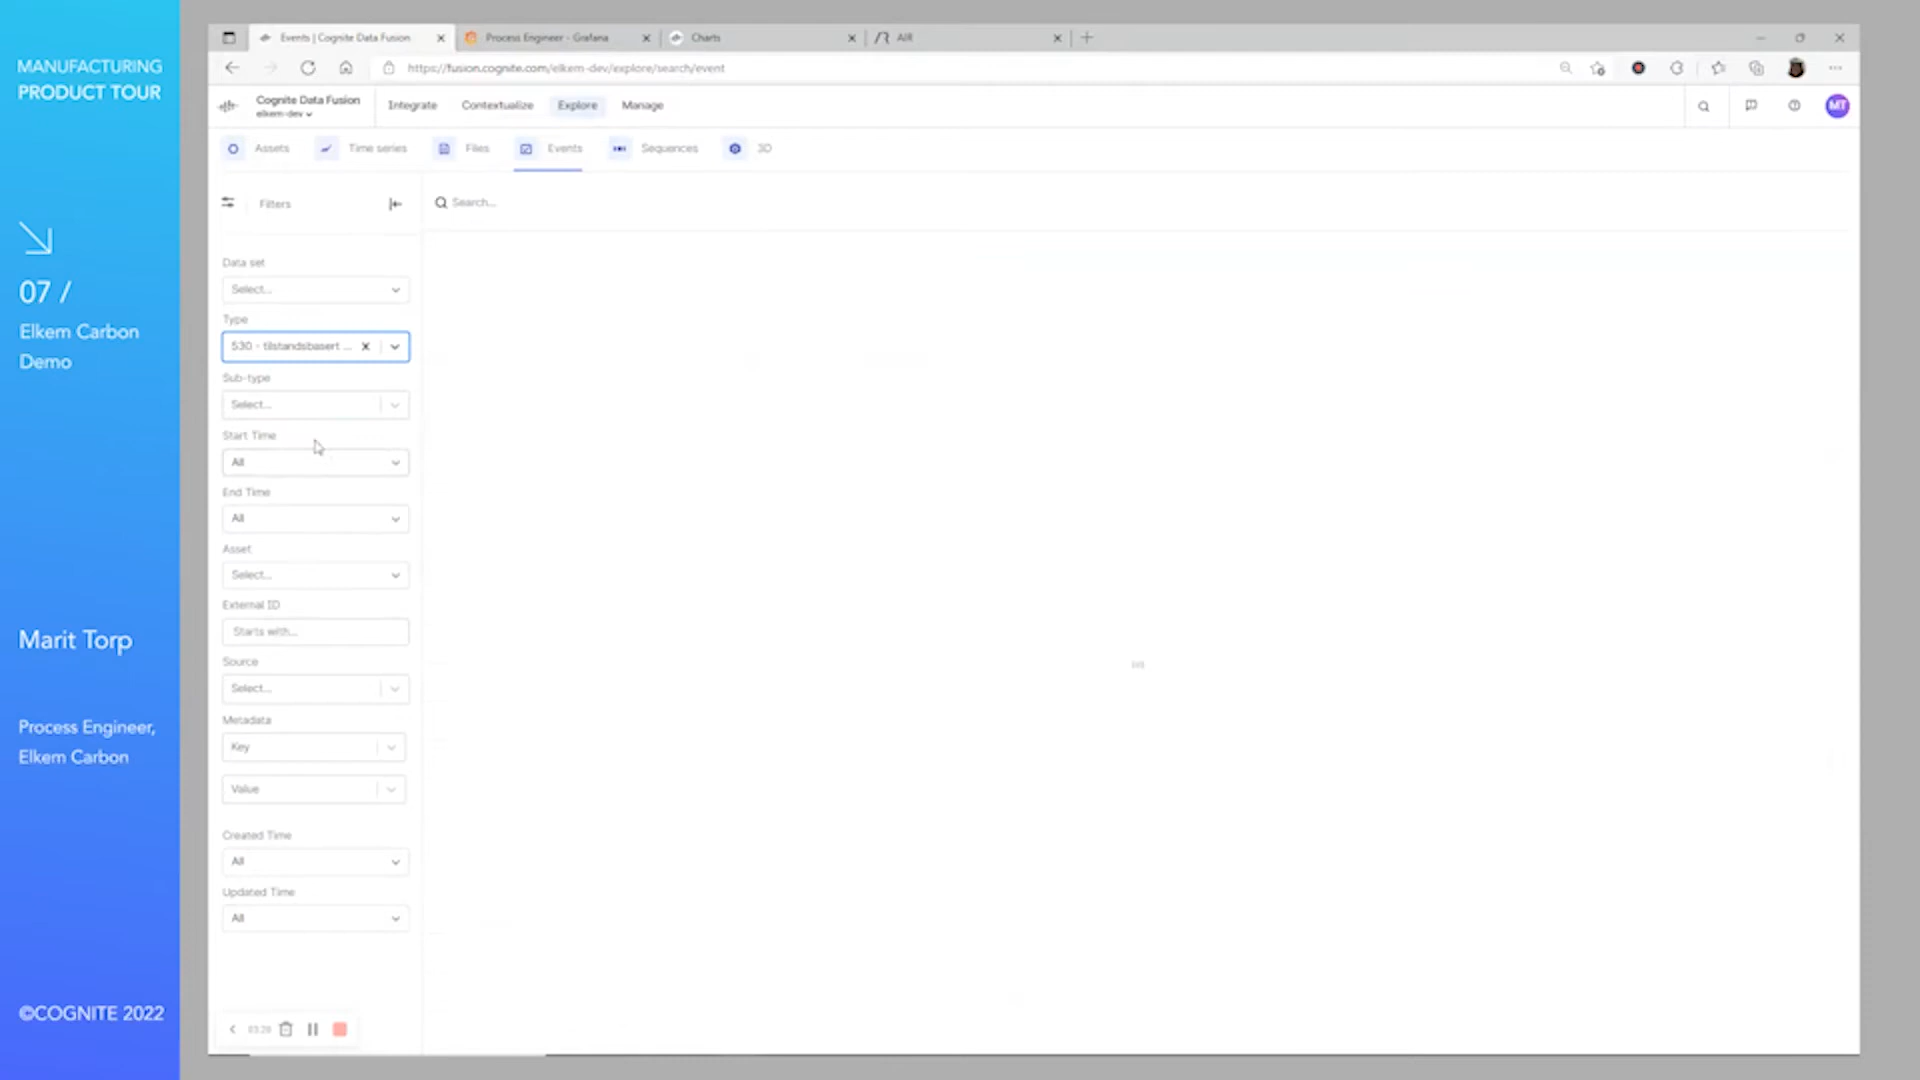 MANUFACTURING
PRODUCT TOUR
07 /
Elkem Carbon
Demo
Marit Torp
Process Engineer,
Elkem Carbon
©COGNITE 2022
Events | Cognite Data Fusion
Process Engineer - Grafana
Charts
AIR
https://fusion.cognite.com/elkem-dev/explore/search/event
Cognite Data Fusion
elkem-dev
Integrate
Contextualize
Explore
Manage
MT
Assets
Time series
Files
Events
Sequences
3D
Filters
Search...
Data set
Select...
Type
530 - tilstandsbasert ...
Sub-type
Select...
Start Time
All
End Time
All
Asset
Select...
External ID
Starts with...
Source
Select...
Metadata
Key
Value
Created Time
All
Updated Time
All